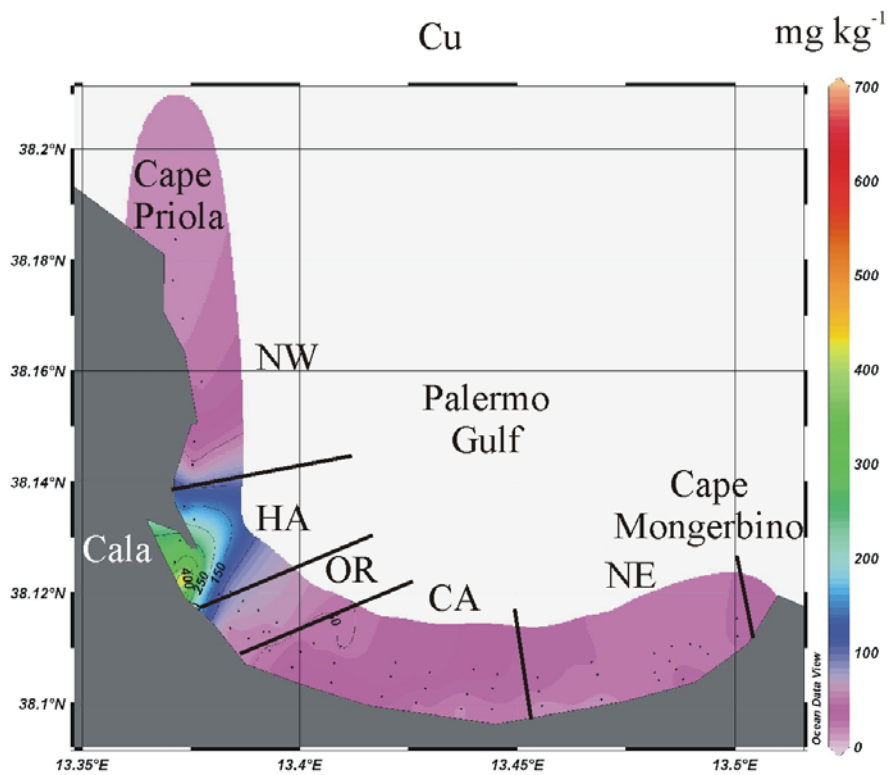 Cu
mg kg-1
700
600
500
400
300
200
100
0
38.2°N
38.18°N
38.16°N
38.14°N
38.12°N
38.1°N
13.35°E
13.4°E
13.45°E
13.5°E
Cape
Priola
NW
Palermo
Gulf
Cape
Mongerbino
HA
Cala
400
250
150
OR
CA
NE
Ocean Data View